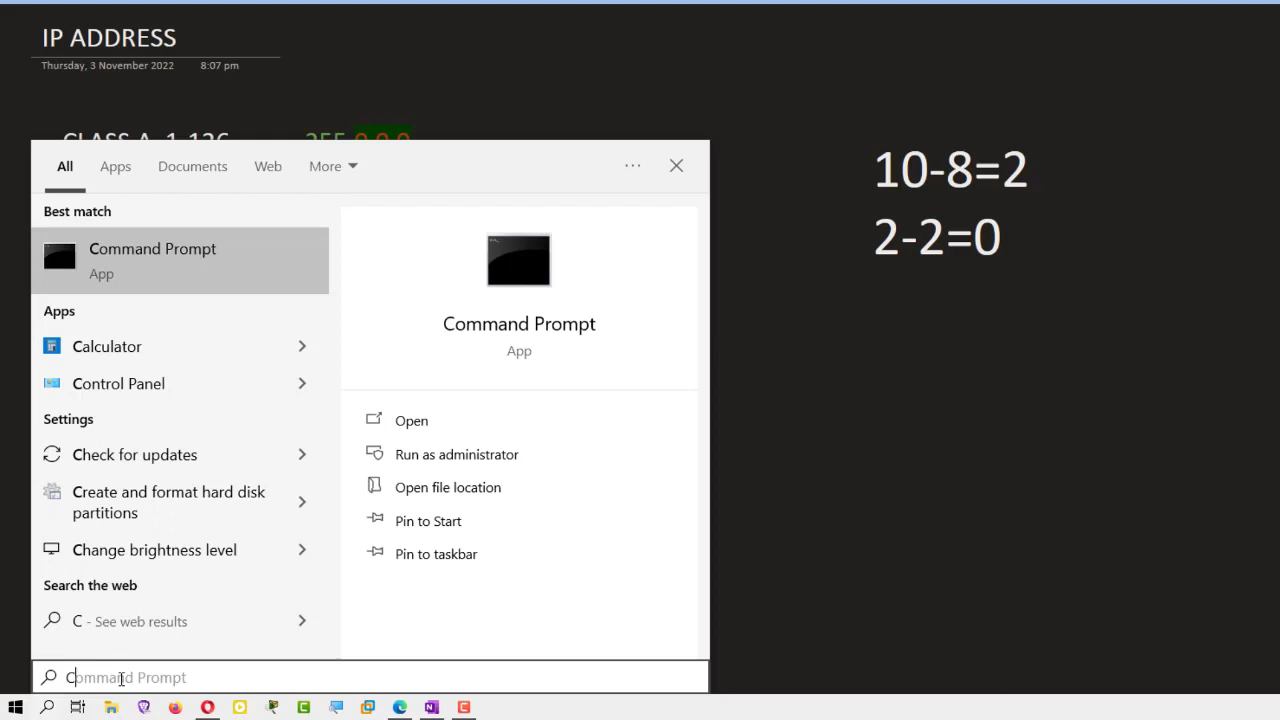 IP ADDRESS
Thursday, 3 November 2022 8:07 pm
10-8=2
2-2=0
All Apps Documents Web More
Best match
Command Prompt
App
Apps
Calculator
Control Panel
Settings
Check for updates
Create and format hard disk
partitions
Change brightness level
Search the web
C - See web results
Command Prompt
App
Open
Run as administrator
Open file location
Pin to Start
Pin to taskbar
Command Prompt